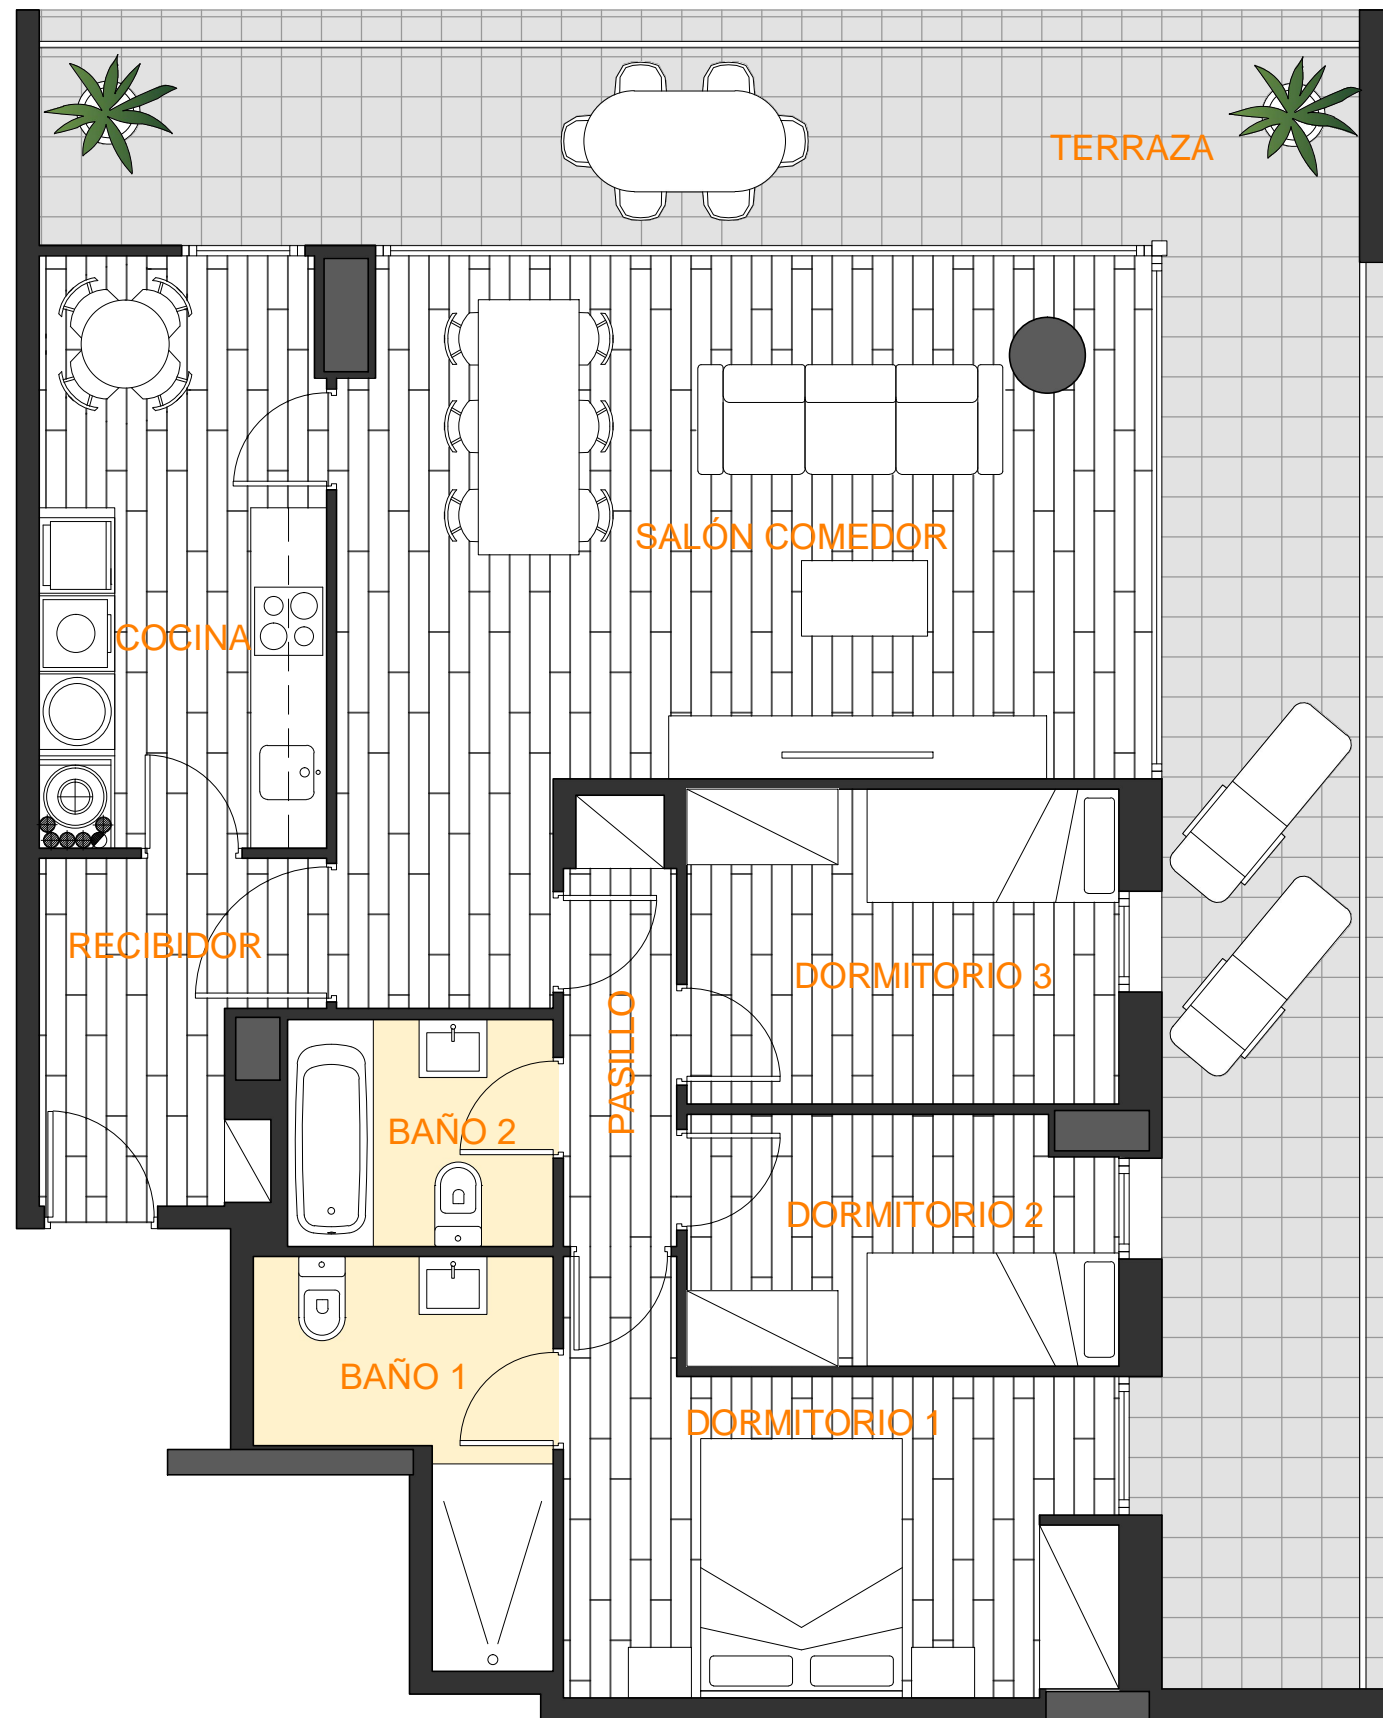 TERRAZA
SALÓN COMEDOR
COCINA
RECIBIDOR
DORMITORIO 3
PASILLO
BAÑO 2
DORMITORIO 2
BAÑO 1
DORMITORIO 1